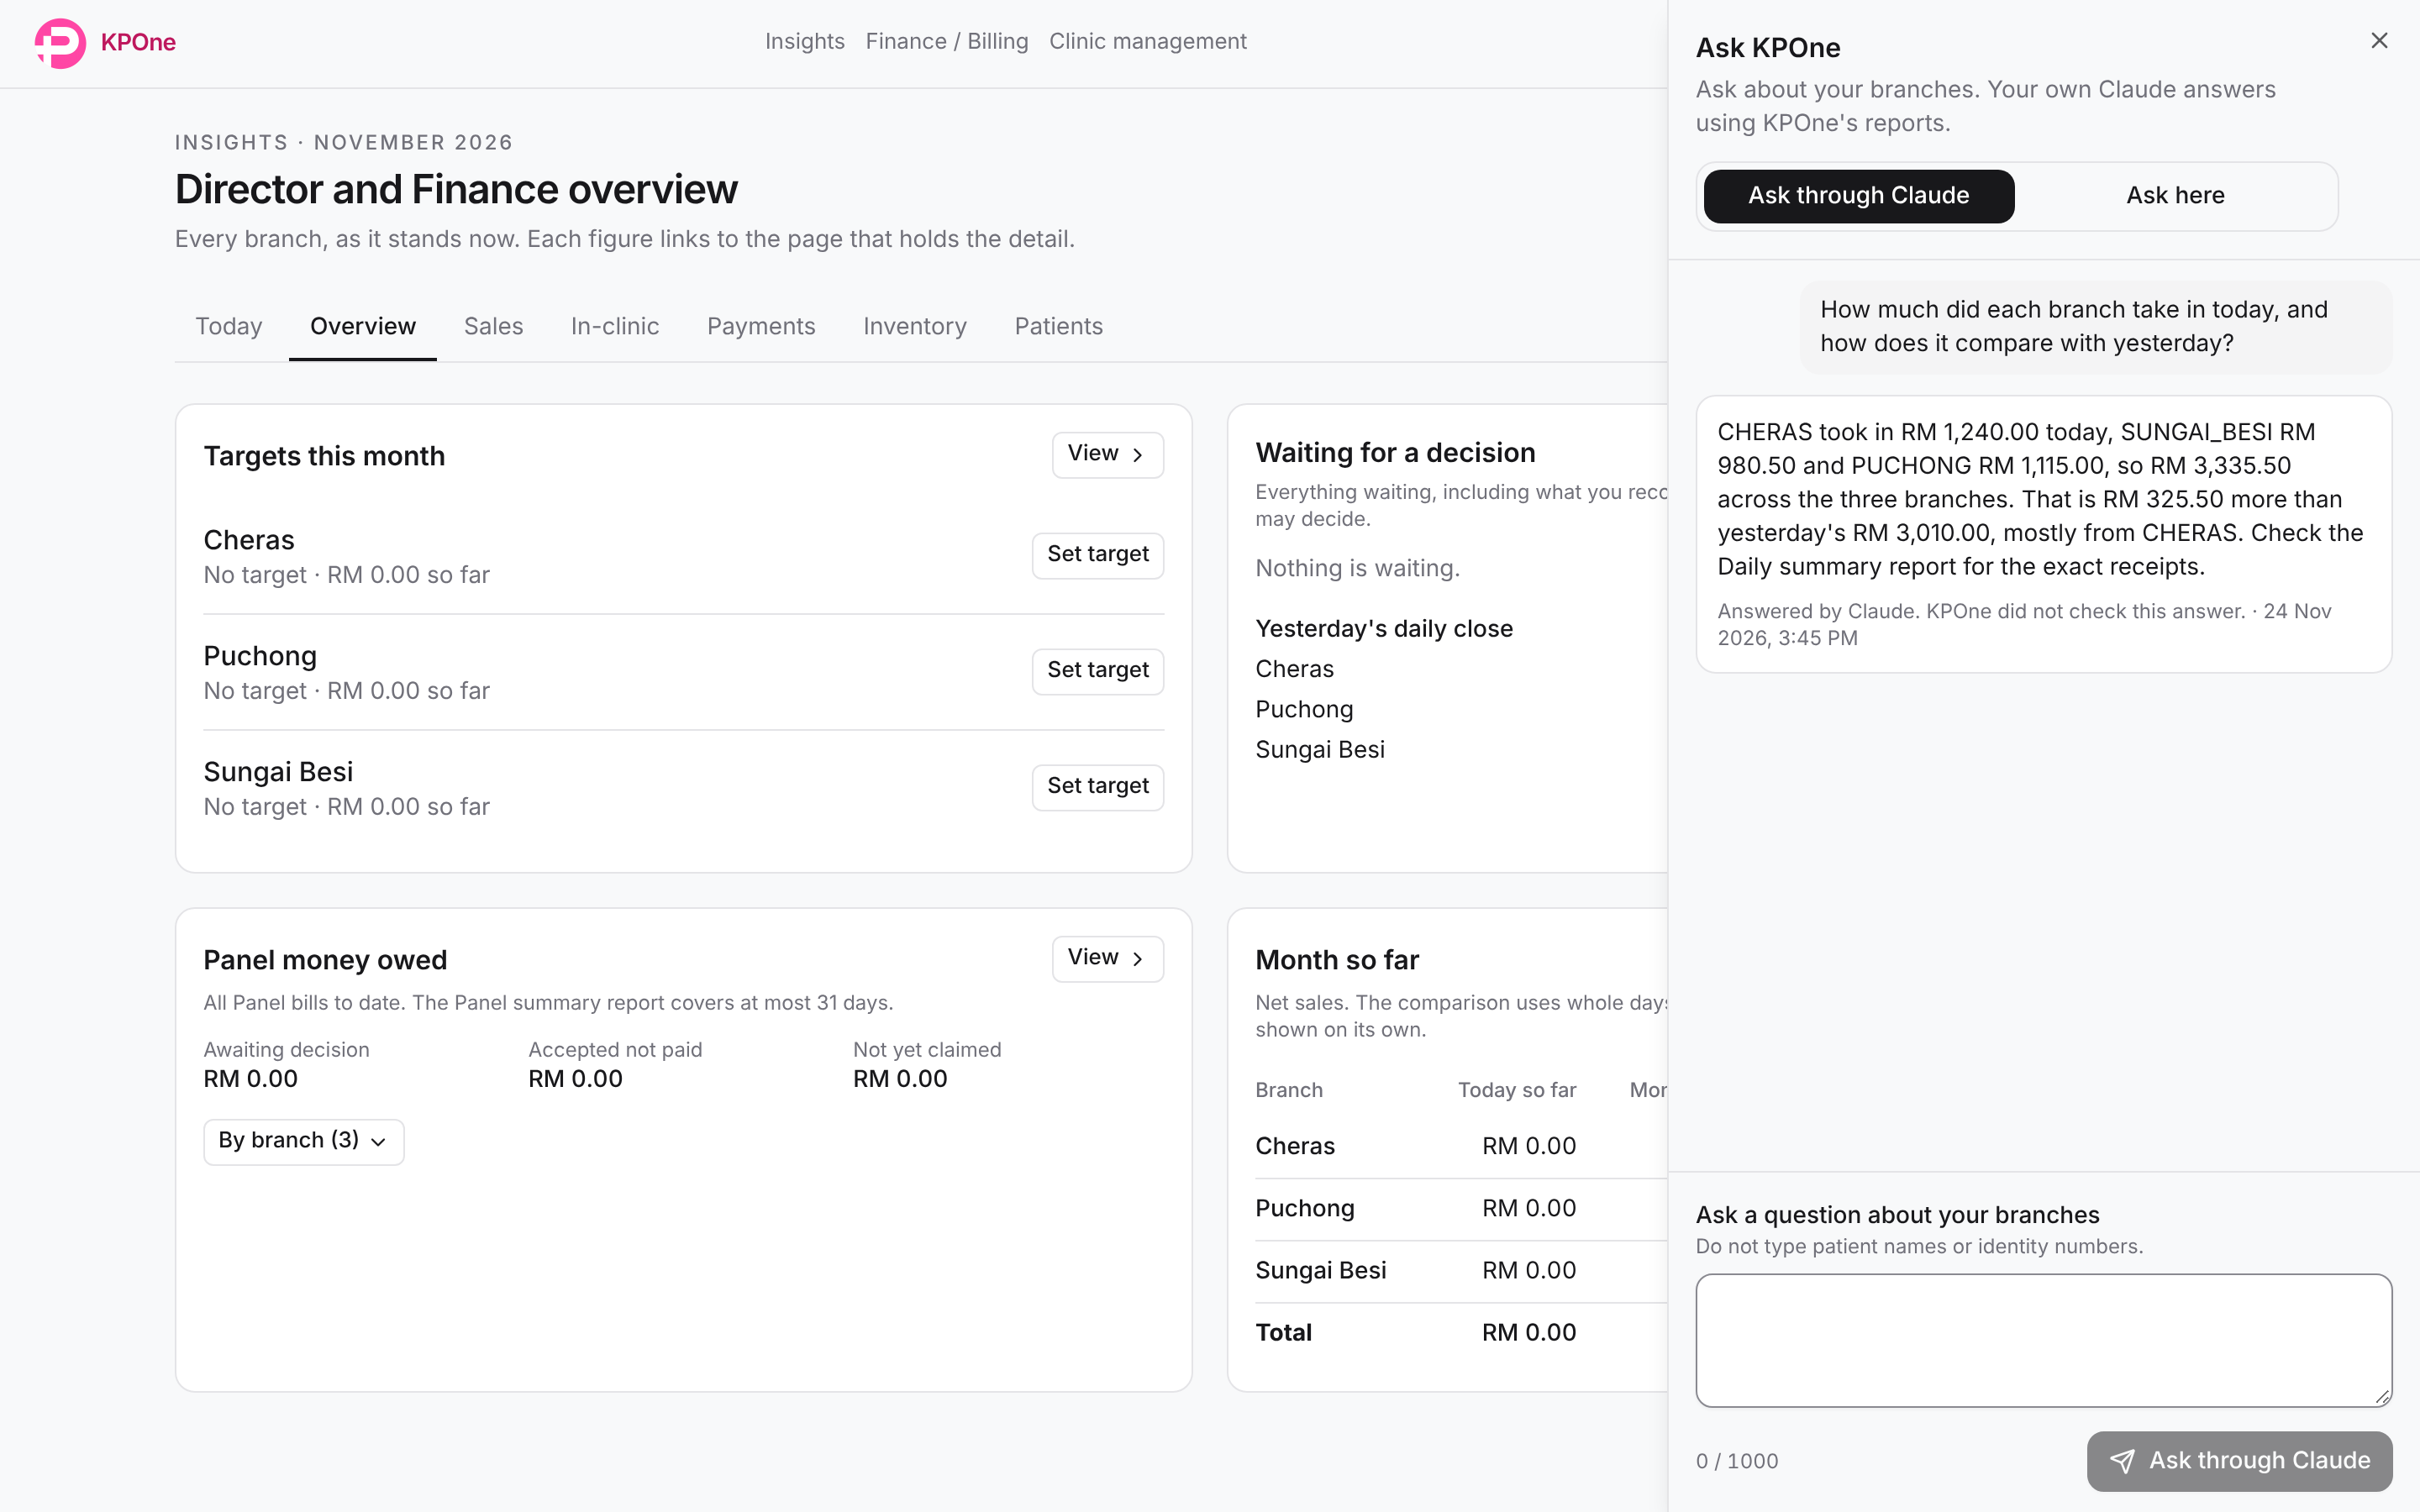 KPOne
Insights
Finance / Billing
Clinic management
INSIGHTS · NOVEMBER 2026
Director and Finance overview
Every branch, as it stands now. Each figure links to the page that holds the detail.
Today
Overview
Sales
In-clinic
Payments
Inventory
Patients
Targets this month
View
Cheras
No target · RM 0.00 so far
Set target
Puchong
No target · RM 0.00 so far
Set target
Sungai Besi
No target · RM 0.00 so far
Set target
Waiting for a decision
Everything waiting, including what you
may decide.
Nothing is waiting.
Yesterday's daily close
Cheras
Puchong
Sungai Besi
Panel money owed
View
All Panel bills to date. The Panel summary report covers at most 31 days.
Awaiting decision
RM 0.00
Accepted not paid
RM 0.00
Not yet claimed
RM 0.00
By branch (3)
Month so far
Net sales. The comparison uses whole days
shown on its own.
Branch
Today so far
Cheras
RM 0.00
Puchong
RM 0.00
Sungai Besi
RM 0.00
Total
RM 0.00
Ask KPOne
Ask about your branches. Your own Claude answers
using KPOne's reports.
Ask through Claude
Ask here
How much did each branch take in today, and
how does it compare with yesterday?
CHERAS took in RM 1,240.00 today, SUNGAI_BESI RM
980.50 and PUCHONG RM 1,115.00, so RM 3,335.50
across the three branches. That is RM 325.50 more than
yesterday's RM 3,010.00, mostly from CHERAS. Check the
Daily summary report for the exact receipts.
Answered by Claude. KPOne did not check this answer. · 24 Nov
2026, 3:45 PM
Ask a question about your branches
Do not type patient names or identity numbers.
0 / 1000
Ask through Claude